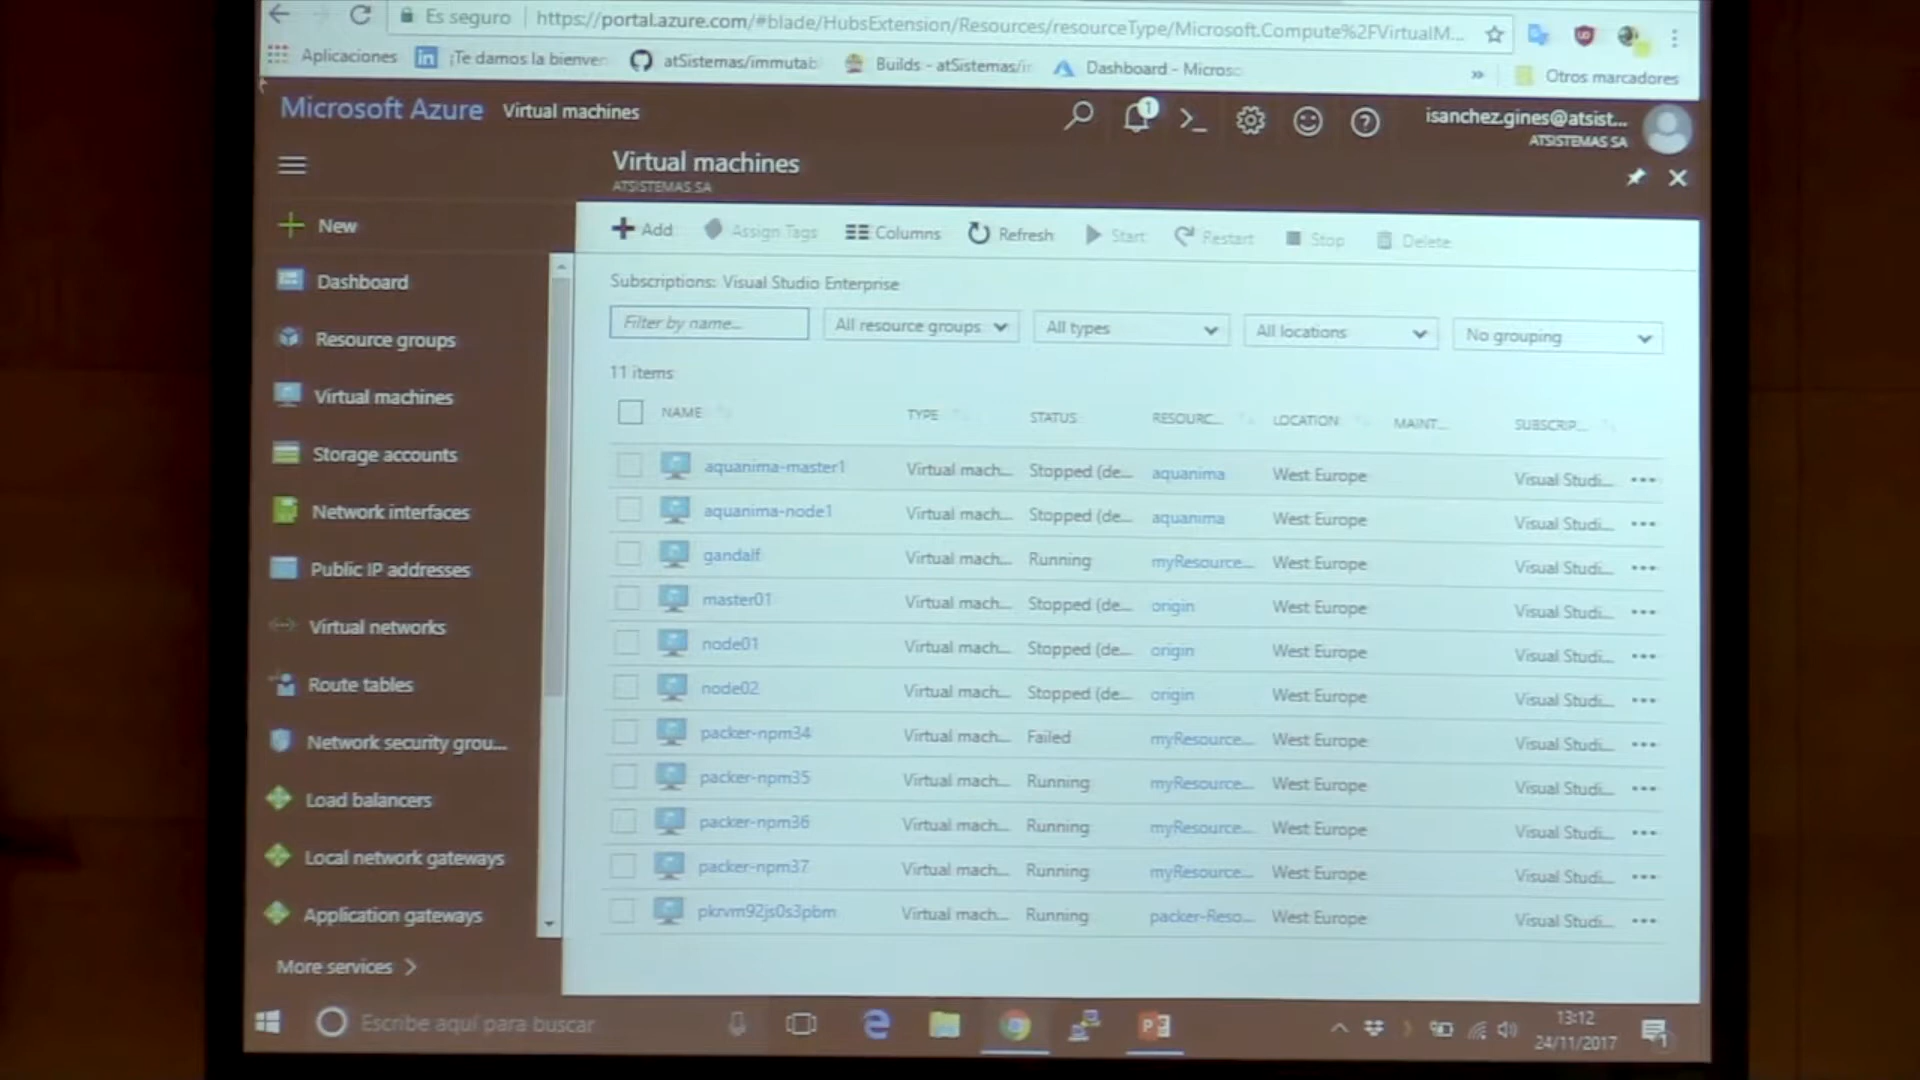 Es seguro https://portal.azure.com/#blade/HubsExtension/Resources/resourceType/Microsoft.Compute%2FVirtualM...
Aplicaciones ¡Te damos la bienven atSistemas/immutab Builds - atSistemas/i Dashboard - Micros » Otros marcadores
Microsoft Azure Virtual machines 1 isanchez.gines@atsist...
ATSISTEMAS SA
Virtual machines
ATSISTEMAS SA
New
Add Assign Tags Columns Refresh Start Restart Stop Delete
Dashboard
Subscriptions: Visual Studio Enterprise
Filter by name... All resource groups All types All locations No grouping
Resource groups
11 items
Virtual machines
NAME TYPE STATUS RESOURC... LOCATION MAINT... SUBSCRIP...
Storage accounts
aquanima-master1 Virtual mach... Stopped (de... aquanima West Europe Visual Studi... •••
Network interfaces
aquanima-node1 Virtual mach... Stopped (de... aquanima West Europe Visual Studi... •••
Public IP addresses
gandalf Virtual mach... Running myResource... West Europe Visual Studi... •••
Virtual networks
master01 Virtual mach... Stopped (de... origin West Europe Visual Studi... •••
node01 Virtual mach... Stopped (de... origin West Europe Visual Studi... •••
Route tables
node02 Virtual mach... Stopped (de... origin West Europe Visual Studi... •••
Network security grou...
packer-npm34 Virtual mach... Failed myResource... West Europe Visual Studi... •••
packer-npm35 Virtual mach... Running myResource... West Europe Visual Studi... •••
Load balancers
packer-npm36 Virtual mach... Running myResource... West Europe Visual Studi... •••
Local network gateways
packer-npm37 Virtual mach... Running myResource... West Europe Visual Studi... •••
Application gateways
pkrvm92js0s3pbm Virtual mach... Running packer-Reso... West Europe Visual Studi... •••
More services
Escribe aquí para buscar
13:12
24/11/2017